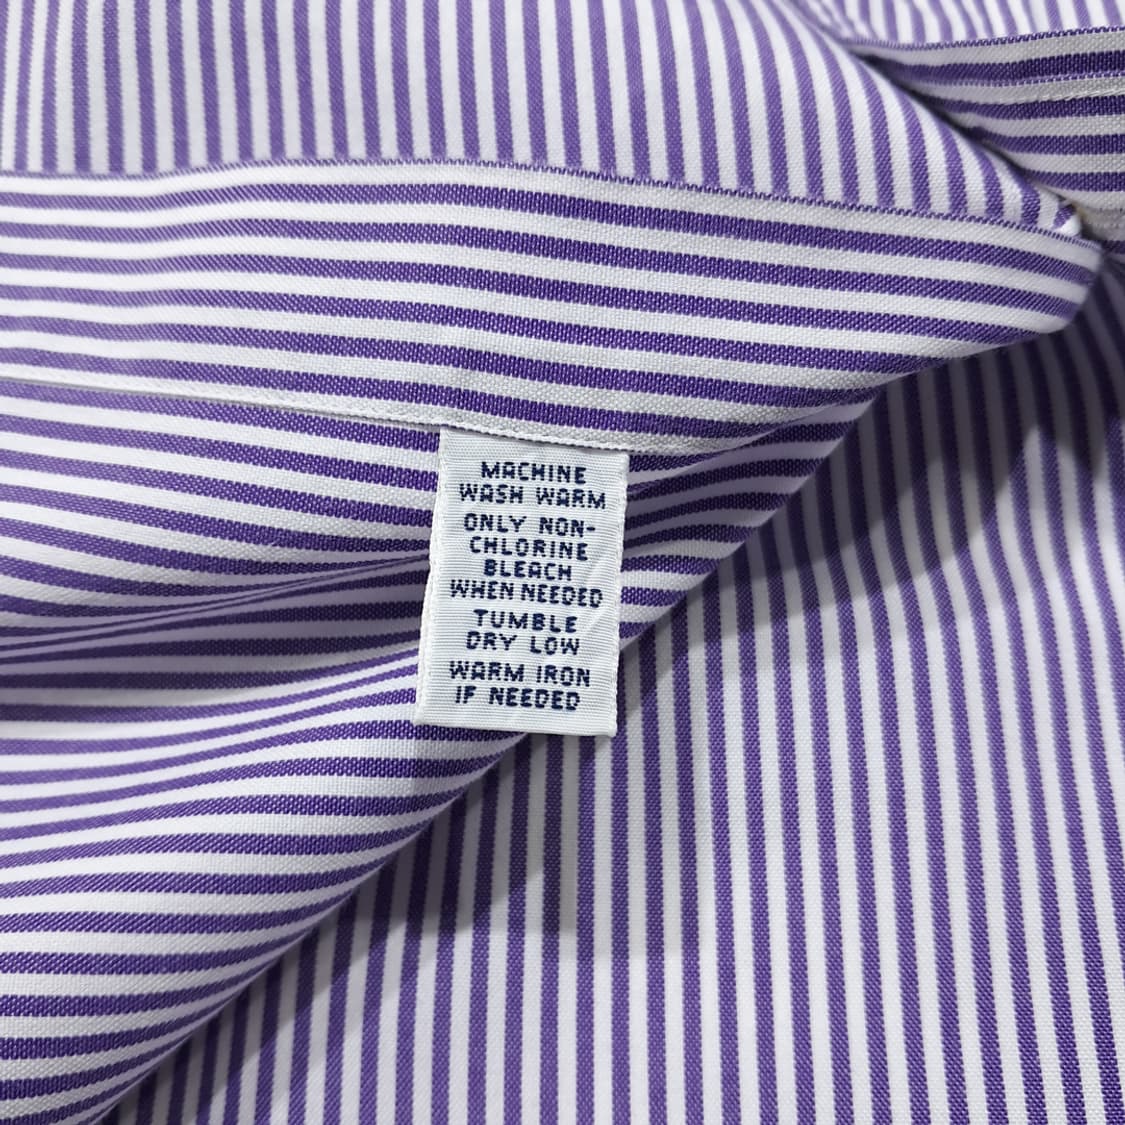 MACHINE
WASH WARM
ONLY NON-
CHLORINE
BLEACH
WHEN NEEDED
TUMBLE
DRY LOW
WARM IRON
IF NEEDED